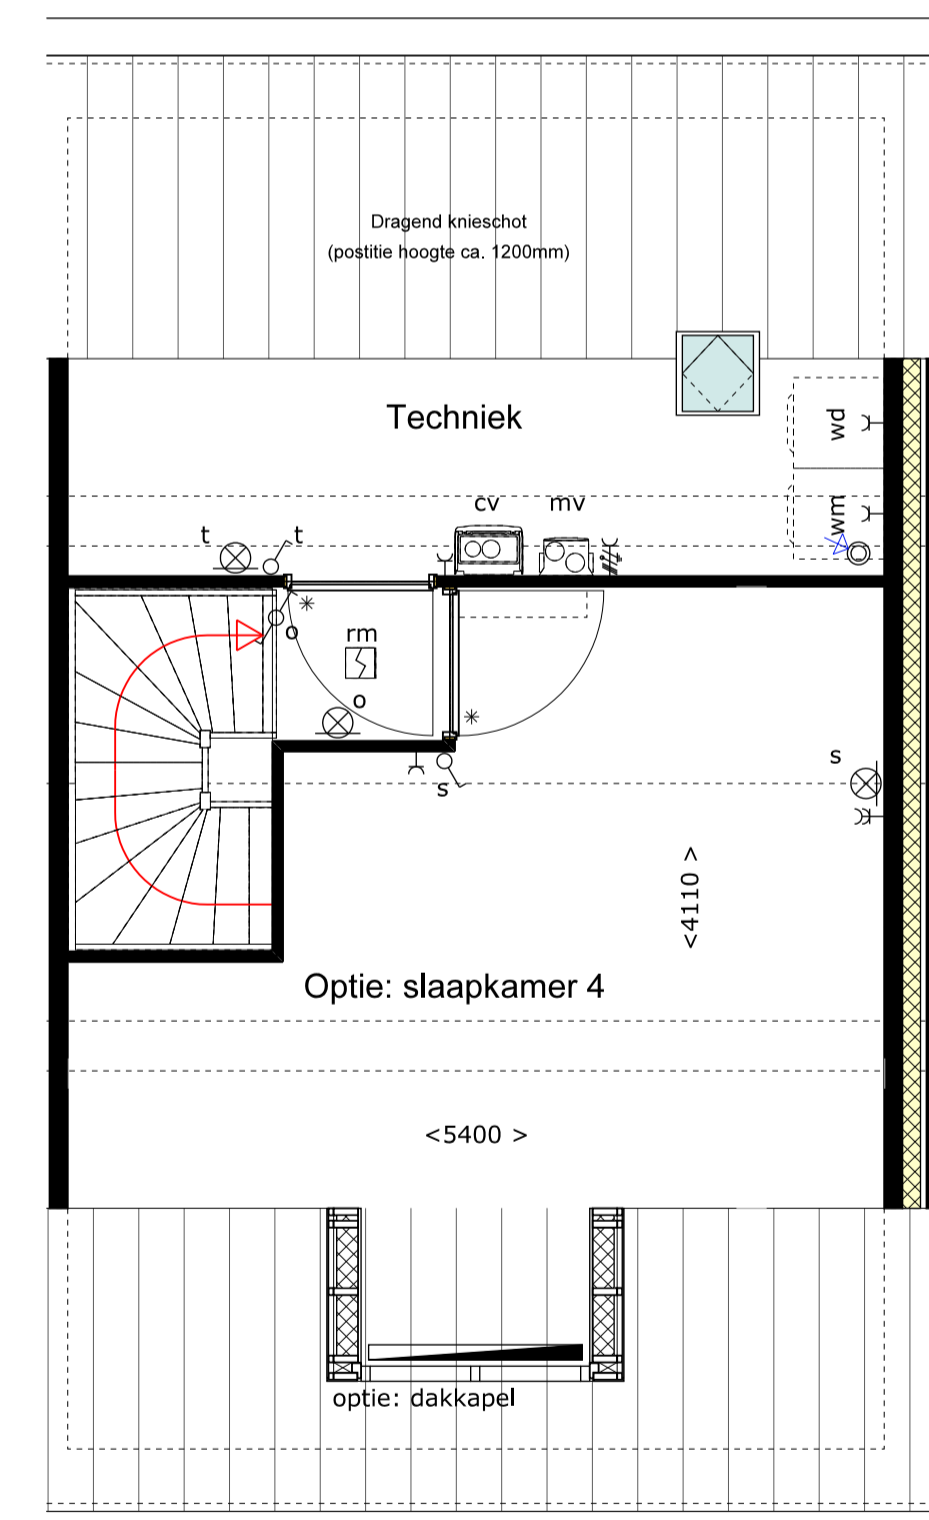 Dragend knieschot
(postitie hoogte ca. 1200mm)
Techniek
wd
cv mv
wm
t t
o
rm
o
s
s
<4110 >
Optie: slaapkamer 4
<5400 >
optie: dakkapel